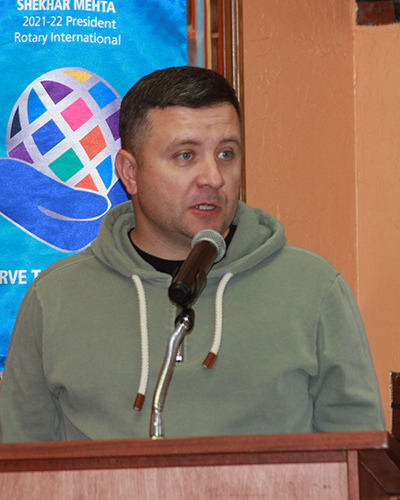 SHEKHAR MEHTA
2021-22 President
Rotary International
RVE T